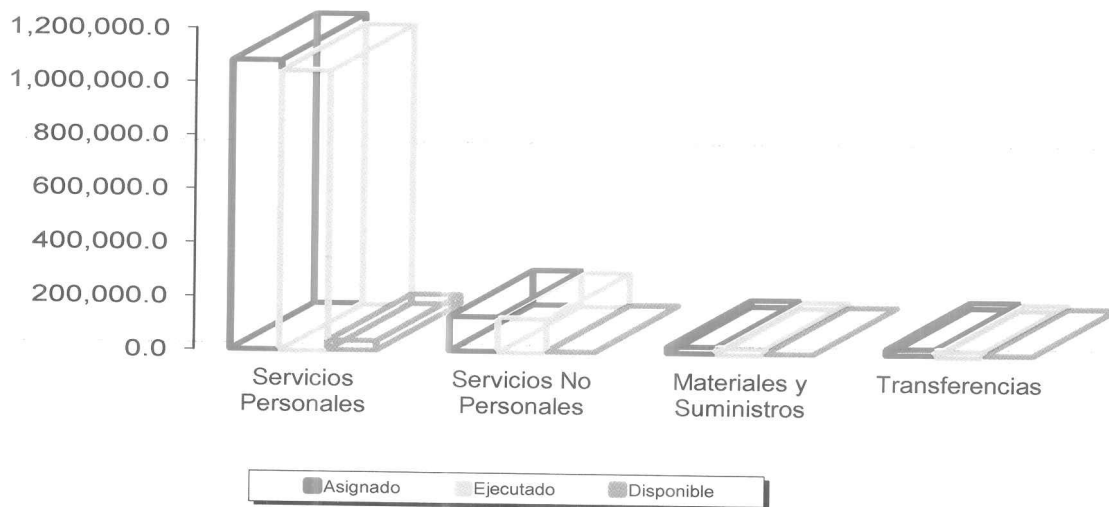 1,200,000.0
1,000,000.0
800,000.0
600,000.0
400,000.0
200,000.0
0.0
Servicios Personales
Servicios No Personales
Materiales y Suministros
Transferencias
Asignado
Ejecutado
Disponible